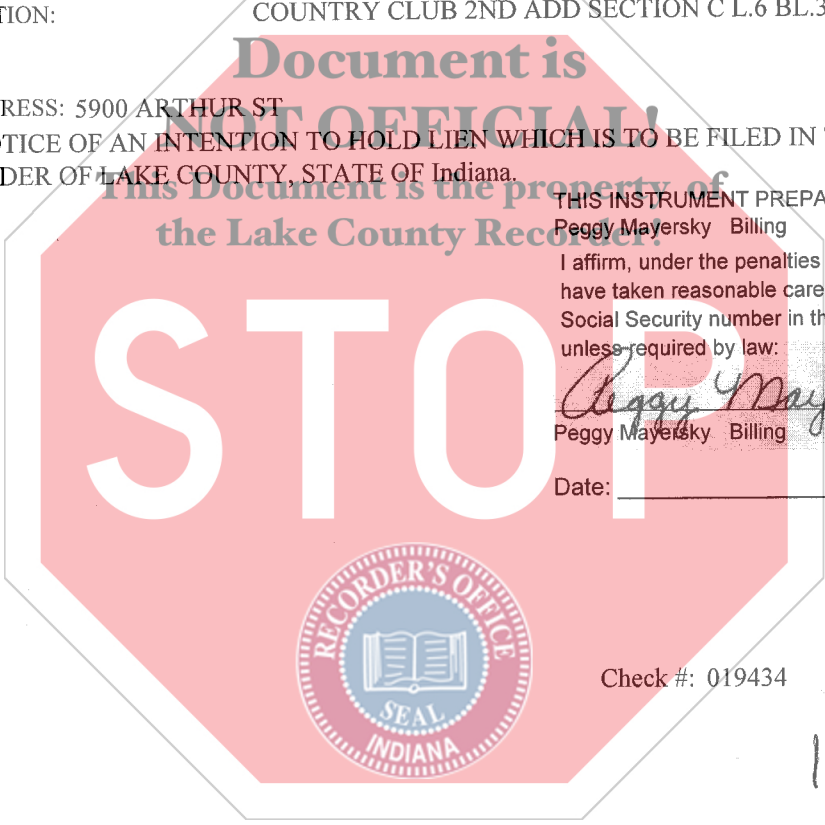 TION: COUNTRY CLUB 2ND ADD SECTION C L.6 BL.3
Document is
RESS: 5900 ARTHUR ST
NOT OFFICIAL!
OTICE OF AN INTENTION TO HOLD LIEN WHICH IS TO BE FILED IN
DER OF LAKE COUNTY, STATE OF Indiana.
This Document is the property of
the Lake County Recorder!
THIS INSTRUMENT PREPA
Peggy Mayersky Billing
I affirm, under the penalties
have taken reasonable care
Social Security number in th
unless required by law:
Peggy May
Peggy Mayersky Billing
Date:
STOP
RECORDER'S OFFICE
SEAL
INDIANA
Check #: 019434